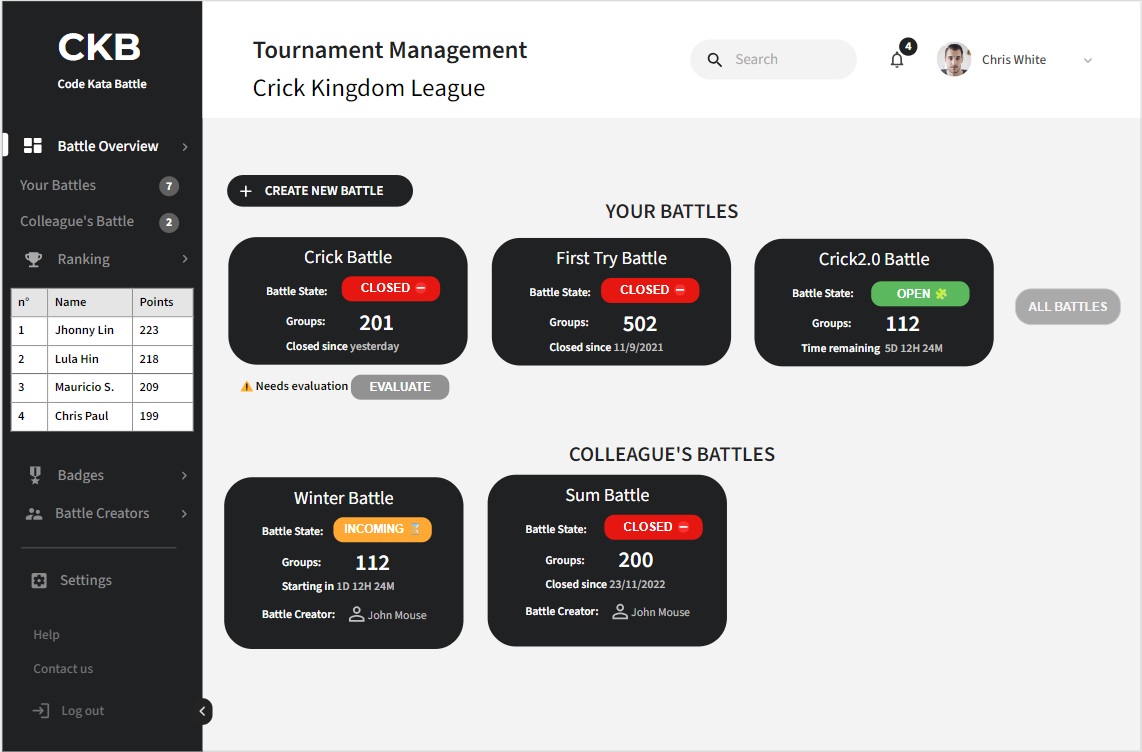 CKB
Code Kata Battle
Battle Overview
Your Battles 7
Colleague's Battle 2
Ranking
n° Name Points
1 Jhonny Lin 223
2 Lula Hin 218
3 Mauricio S. 209
4 Chris Paul 199
Badges
Battle Creators
Settings
Help
Contact us
Log out
Tournament Management
Crick Kingdom League
Search
4
Chris White
CREATE NEW BATTLE
YOUR BATTLES
Crick Battle
Battle State: CLOSED
Groups: 201
Closed since yesterday
Needs evaluation EVALUATE
First Try Battle
Battle State: CLOSED
Groups: 502
Closed since 11/9/2021
Crick2.0 Battle
Battle State: OPEN
Groups: 112
Time remaining 5D 12H 24M
ALL BATTLES
COLLEAGUE'S BATTLES
Winter Battle
Battle State: INCOMING
Groups: 112
Starting in 1D 12H 24M
Battle Creator: John Mouse
Sum Battle
Battle State: CLOSED
Groups: 200
Closed since 23/11/2022
Battle Creator: John Mouse